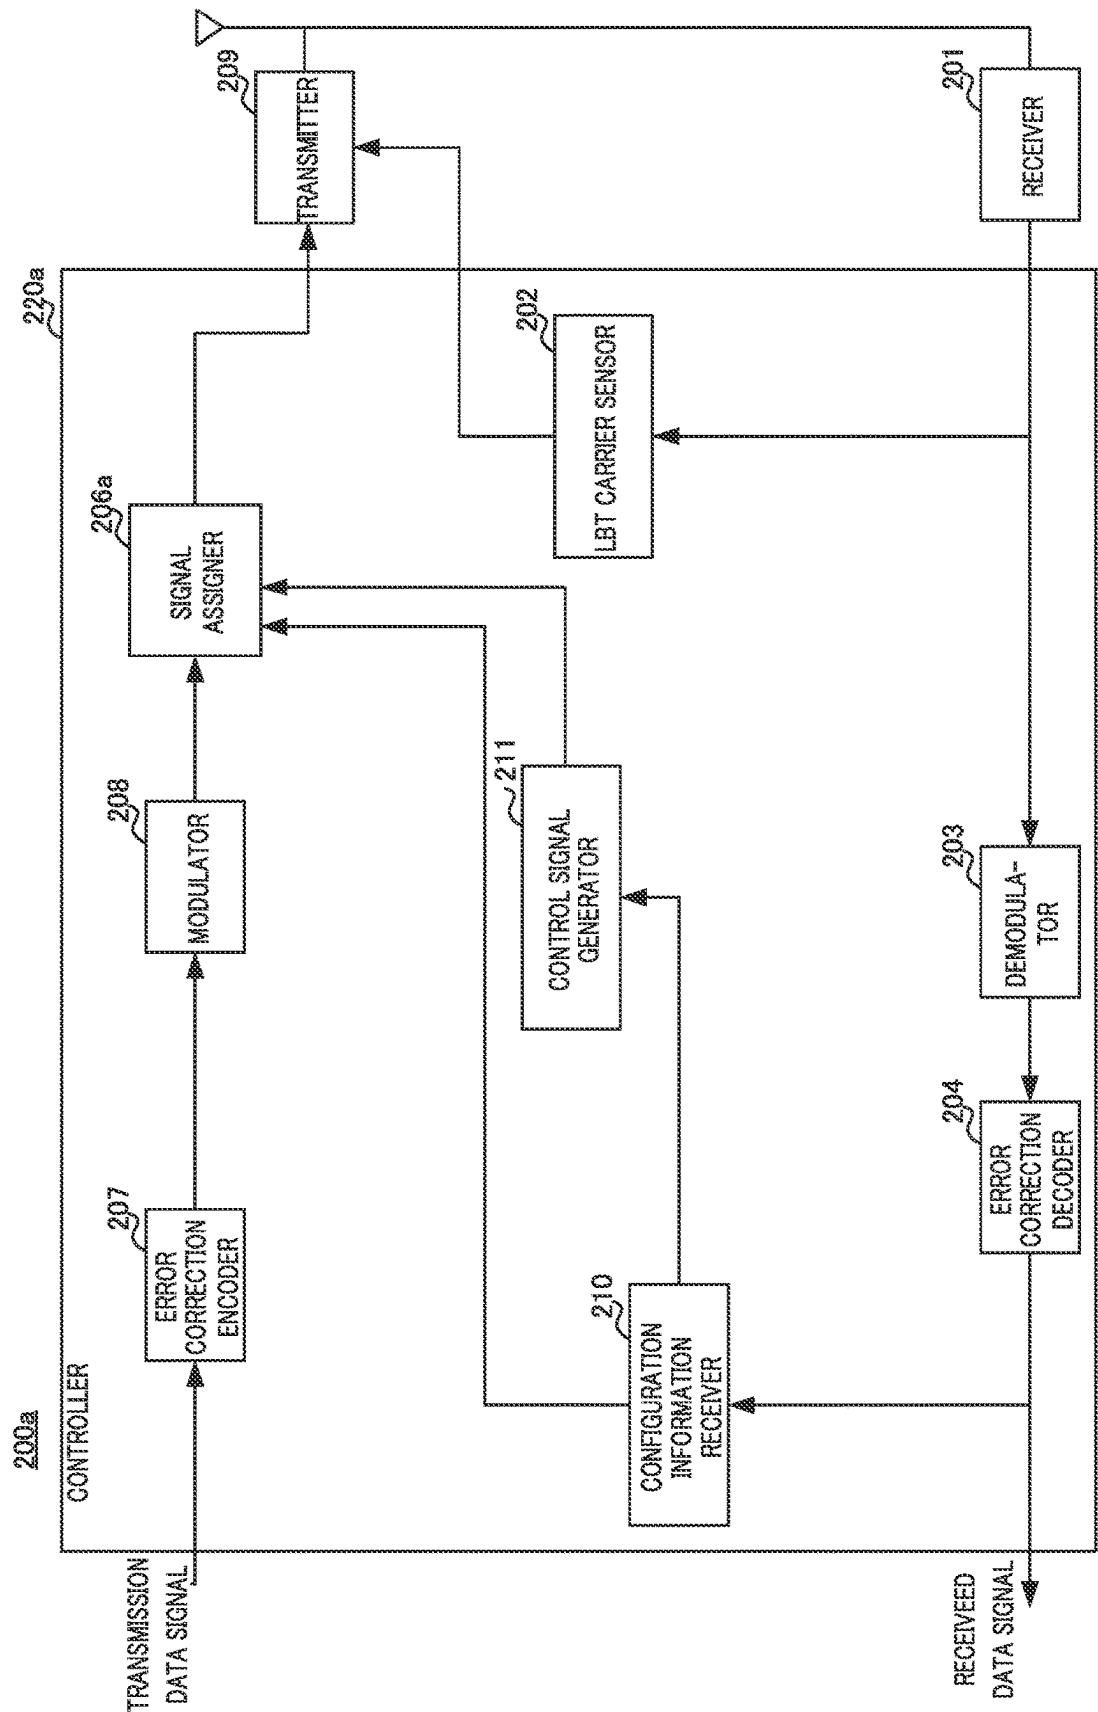 200a
CONTROLLER
220a
TRANSMISSION
DATA SIGNAL
207
ERROR
CORRECTION
ENCODER
208
MODULATOR
206a
SIGNAL
ASSIGNER
209
TRANSMITTER
210
CONFIGURATION
INFORMATION
RECEIVER
211
CONTROL SIGNAL
GENERATOR
202
LBT CARRIER SENSOR
RECEIVEED
DATA SIGNAL
204
ERROR
CORRECTION
DECODER
203
DEMODULA-
TOR
201
RECEIVER